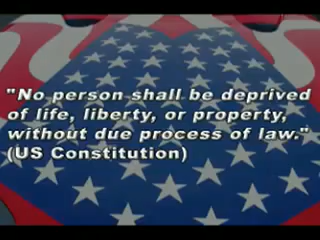 "No person shall be deprived
of life, liberty, or property,
without due process of law."
(US Constitution)